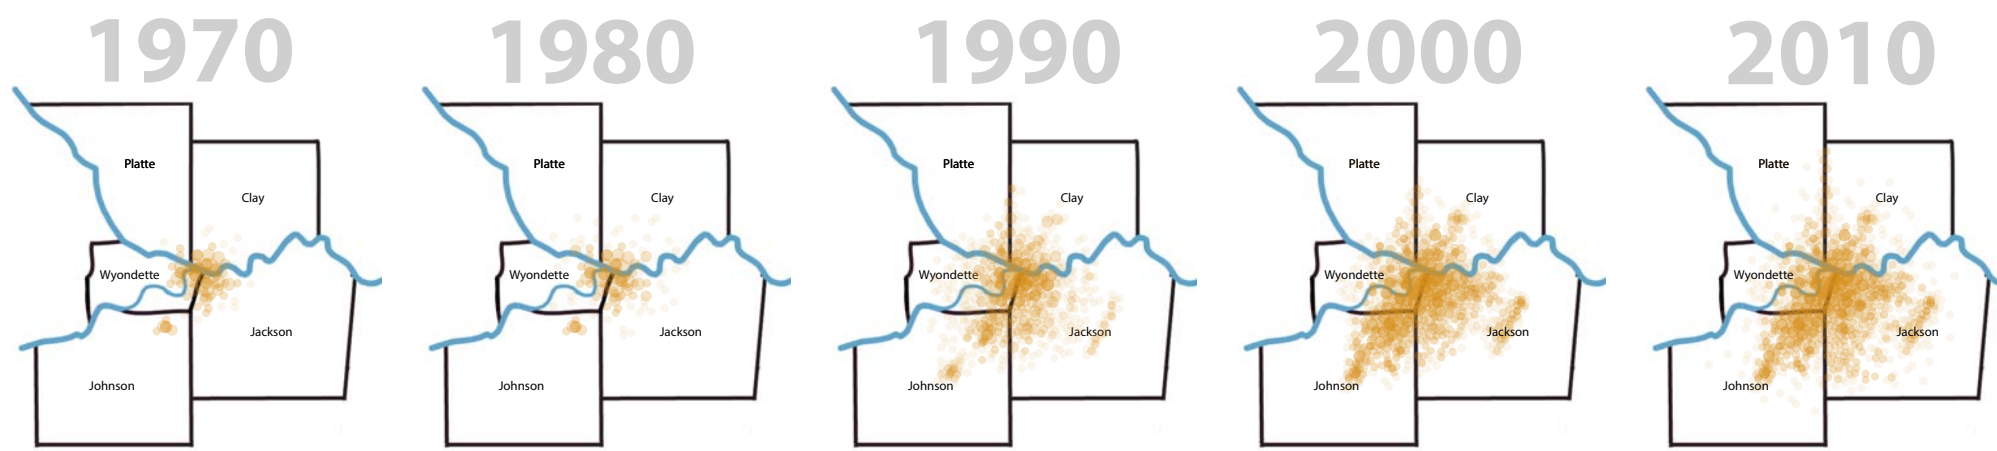 1970 1980 1990 2000 2010
Platte Platte Platte Platte Platte
Clay Clay Clay Clay Clay
Wyondette Wyondette Wyondette Wyondette Wyondette
Jackson Jackson Jackson Jackson Jackson
Johnson Johnson Johnson Johnson Johnson